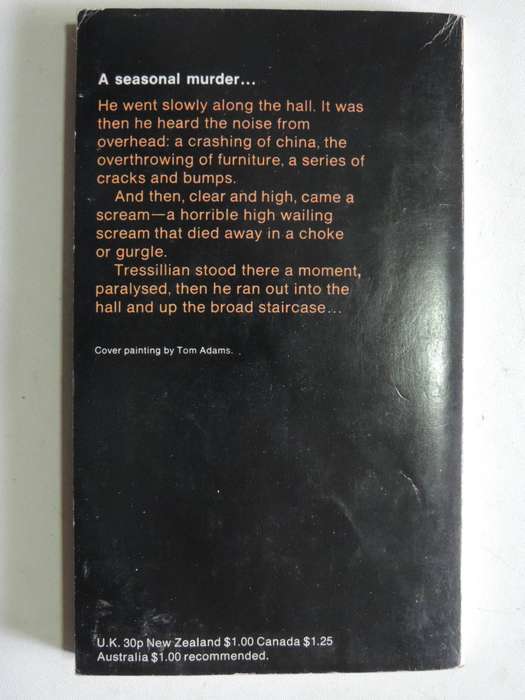 A seasonal murder...
He went slowly along the hall. It was
then he heard the noise from
overhead: a crashing of china, the
overthrowing of furniture, a series of
cracks and bumps.
And then, clear and high, came a
scream—a horrible high wailing
scream that died away in a choke
or gurgle.
Tressillian stood there a moment,
paralysed, then he ran out into the
hall and up the broad staircase...
Cover painting by Tom Adams.
U.K. 30p New Zealand $1.00 Canada $1.25
Australia $1.00 recommended.